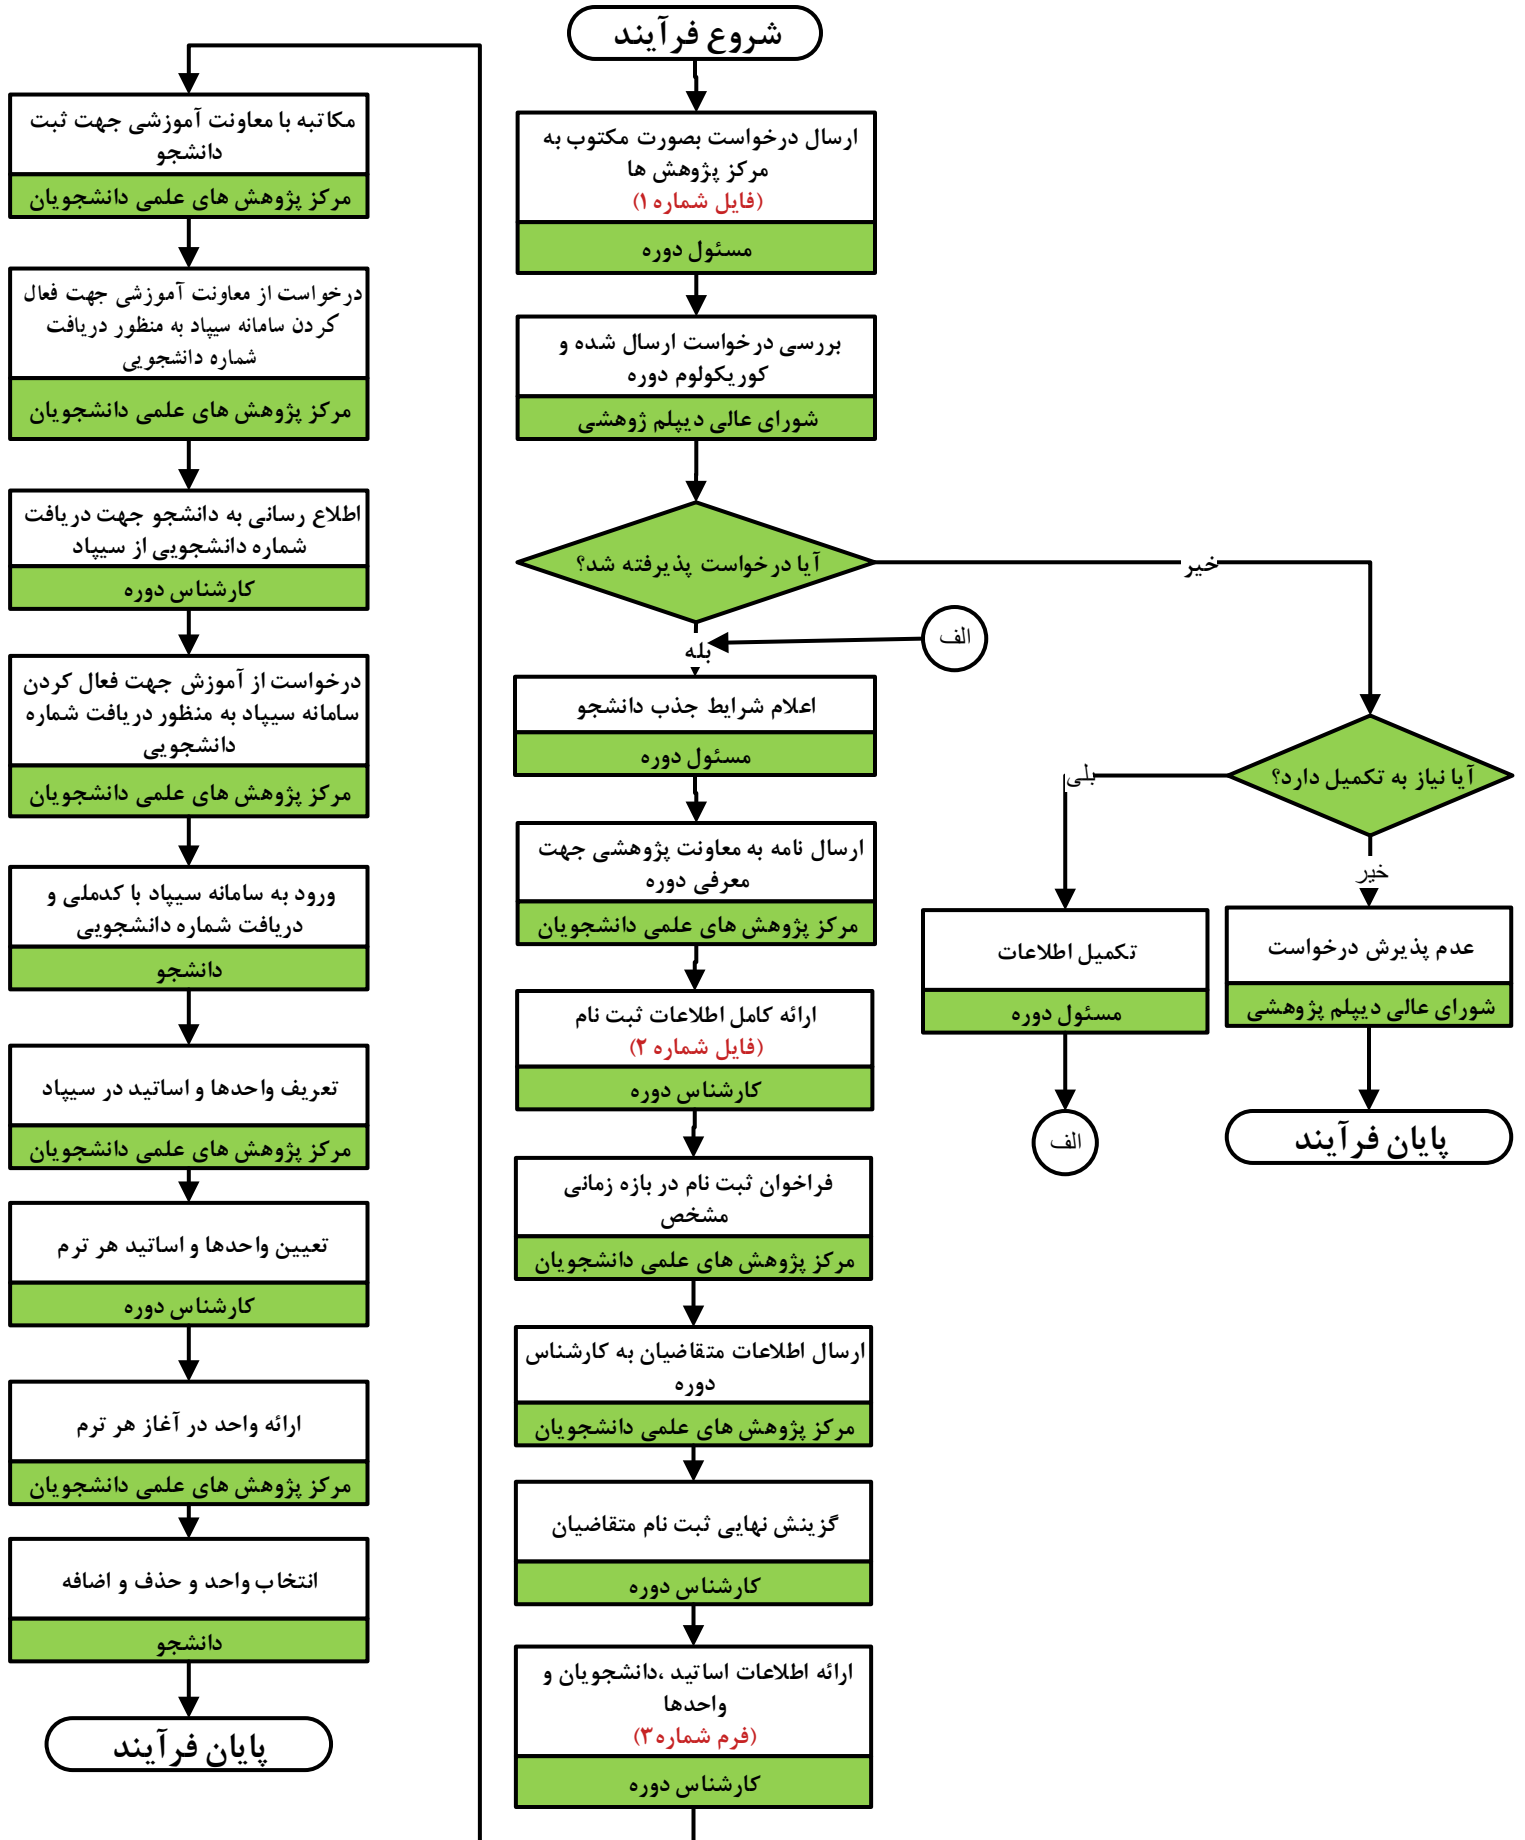 شروع فرآیند
ارسال درخواست بصورت مکتوب به
مرکز پژوهش ها
(فایل شماره ۱)
مسئول دوره
بررسی درخواست ارسال شده و
کوریکولوم دوره
شورای عالی دیپلم ژوهشی
آیا درخواست پذیرفته شد؟
خیر
بله
الف
اعلام شرایط جذب دانشجو
مسئول دوره
آیا نیاز به تکمیل دارد؟
بلی
خیر
تکمیل اطلاعات
مسئول دوره
الف
عدم پذیرش درخواست
شورای عالی دیپلم پژوهشی
پایان فرآیند
ارسال نامه به معاونت پژوهشی جهت
معرفی دوره
مرکز پژوهش های علمی دانشجویان
ارائه کامل اطلاعات ثبت نام
(فایل شماره ۲)
کارشناس دوره
فراخوان ثبت نام در بازه زمانی
مشخص
مرکز پژوهش های علمی دانشجویان
ارسال اطلاعات متقاضیان به کارشناس
دوره
مرکز پژوهش های علمی دانشجویان
گزینش نهایی ثبت نام متقاضیان
کارشناس دوره
ارائه اطلاعات اساتید ،دانشجویان و
واحدها
(فرم شماره۳)
کارشناس دوره
مکاتبه با معاونت آموزشی جهت ثبت
دانشجو
مرکز پژوهش های علمی دانشجویان
درخواست از معاونت آموزشی جهت فعال
کردن سامانه سیپاد به منظور دریافت
شماره دانشجویی
مرکز پژوهش های علمی دانشجویان
اطلاع رسانی به دانشجو جهت دریافت
شماره دانشجویی از سیپاد
کارشناس دوره
درخواست از آموزش جهت فعال کردن
سامانه سیپاد به منظور دریافت شماره
دانشجویی
مرکز پژوهش های علمی دانشجویان
ورود به سامانه سیپاد با کدملی و
دریافت شماره دانشجویی
دانشجو
تعریف واحدها و اساتید در سیپاد
مرکز پژوهش های علمی دانشجویان
تعیین واحدها و اساتید هر ترم
کارشناس دوره
ارائه واحد در آغاز هر ترم
مرکز پژوهش های علمی دانشجویان
انتخاب واحد و حذف و اضافه
دانشجو
پایان فرآیند